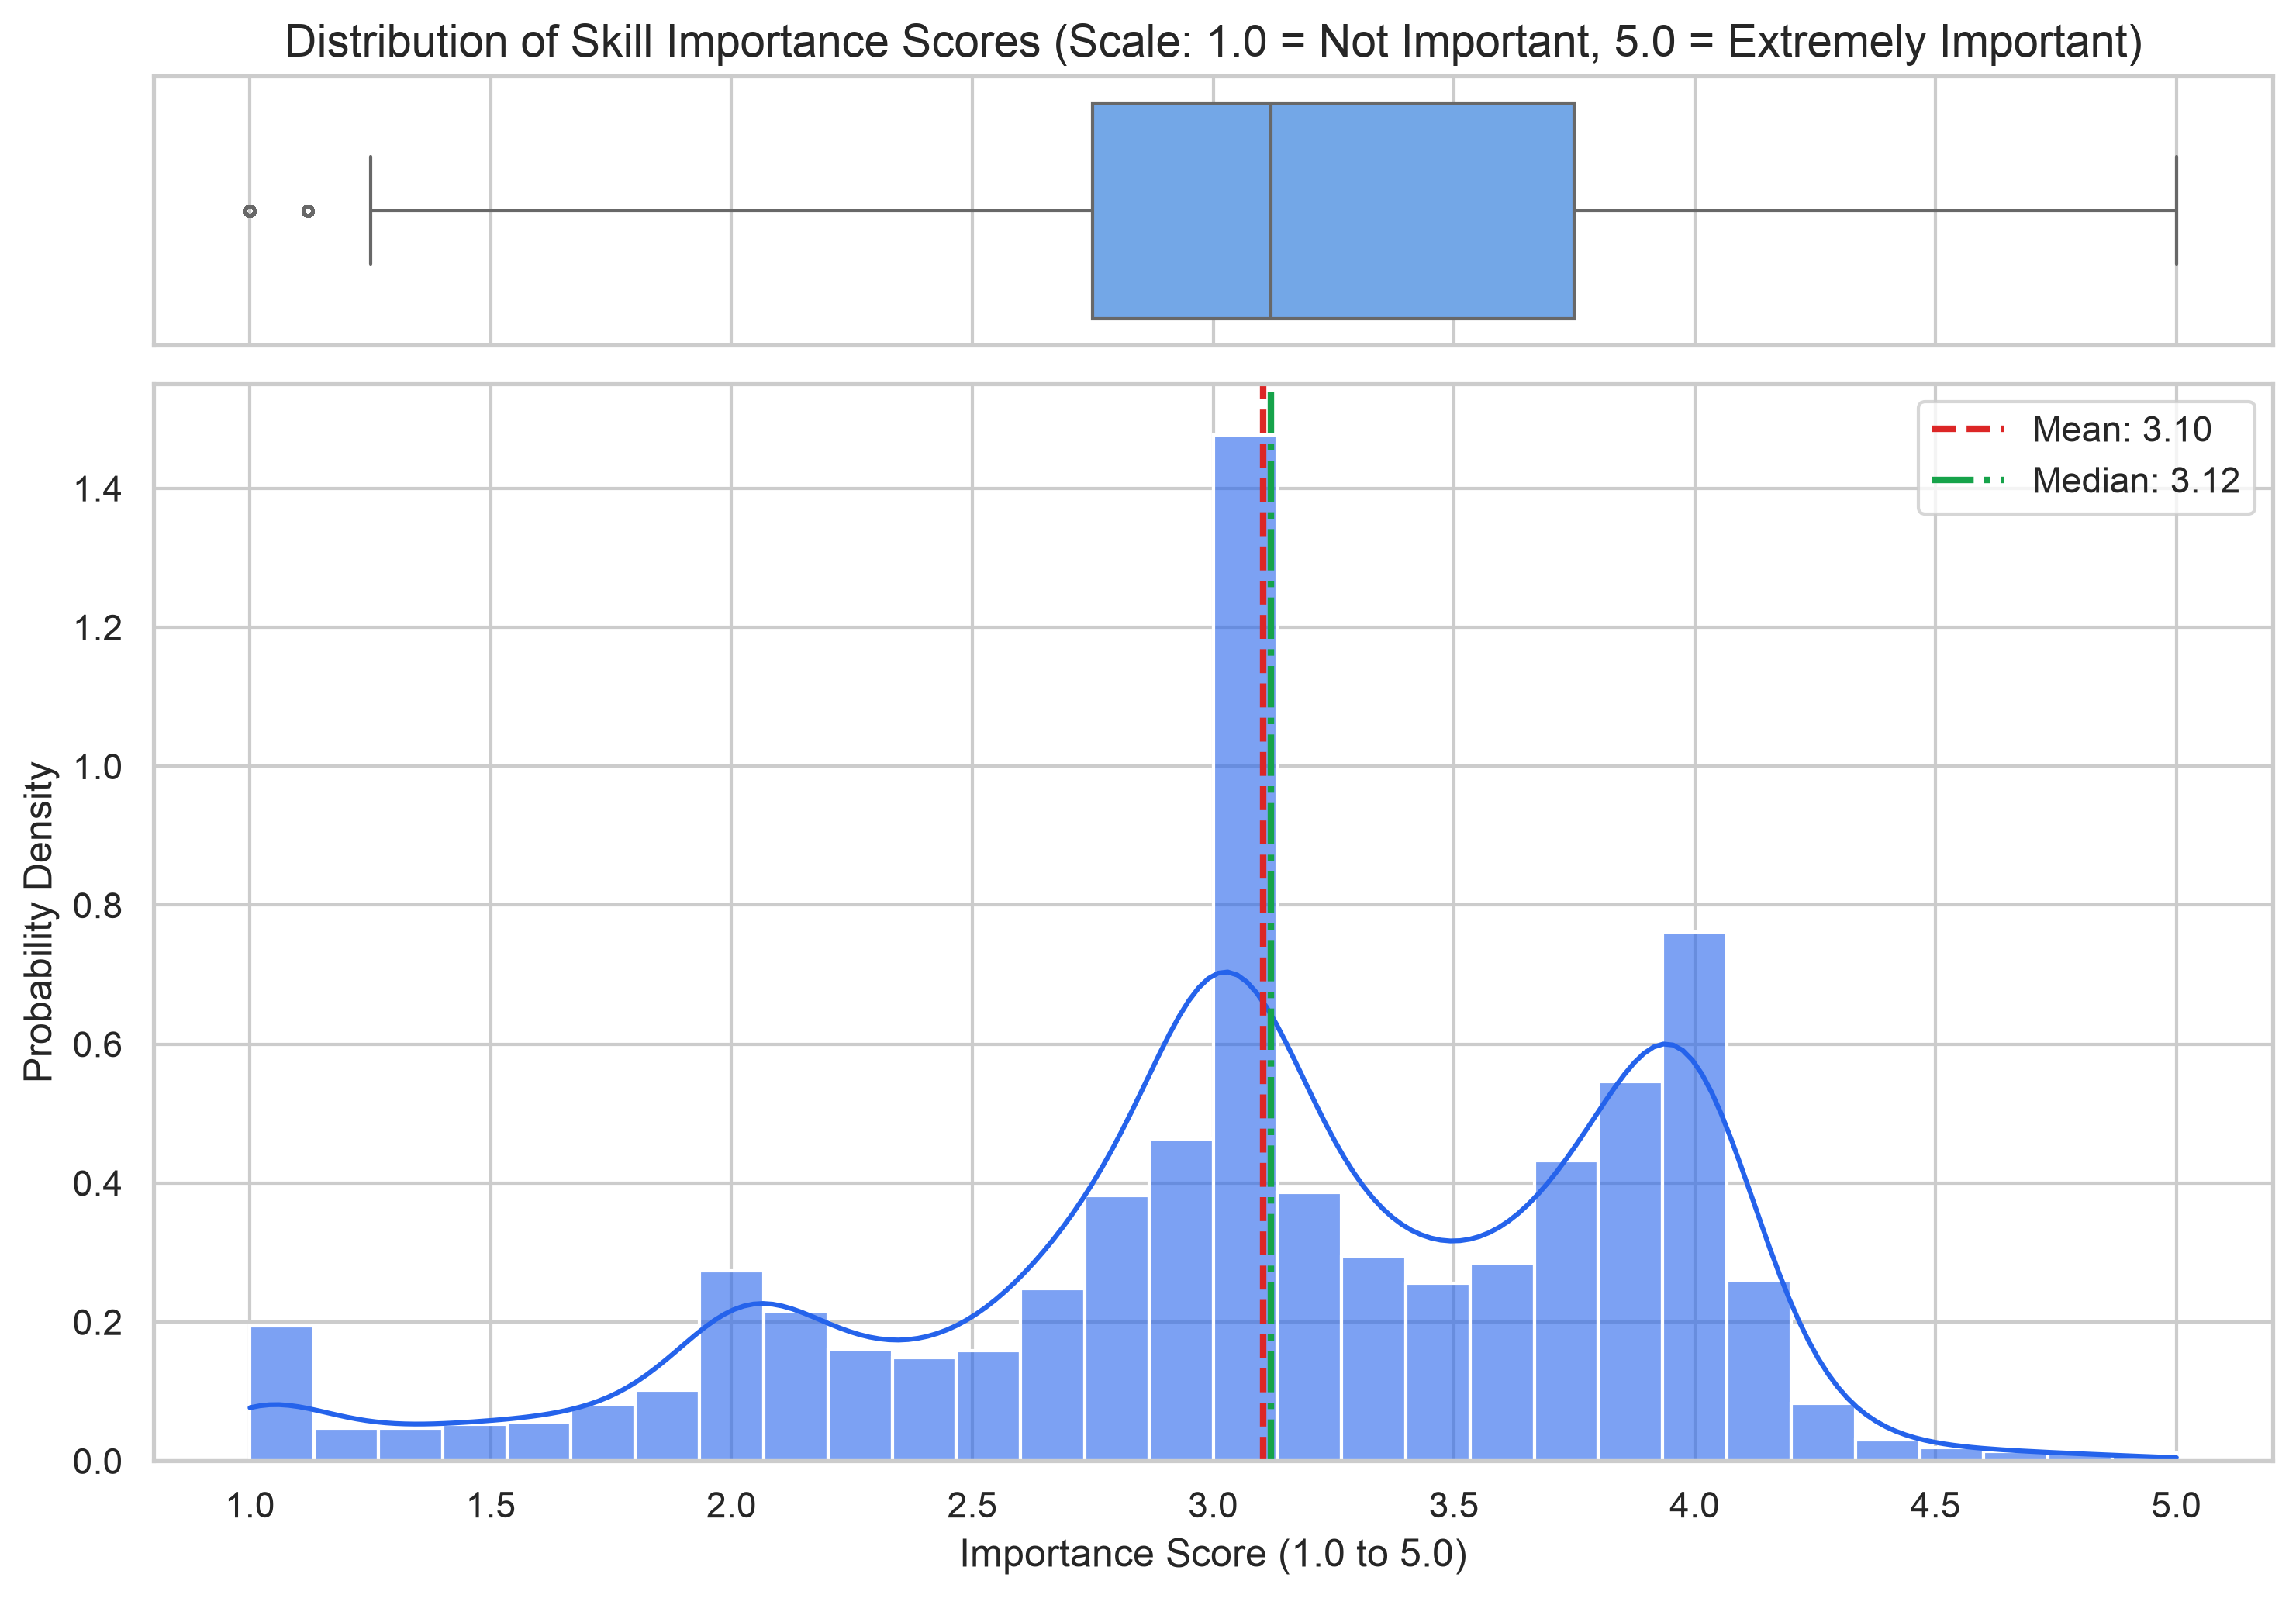 Distribution of Skill Importance Scores (Scale: 1.0 = Not Important, 5.0 = Extremely Important)
Mean: 3.10
Median: 3.12
Probability Density
1.4
1.2
1.0
0.8
0.6
0.4
0.2
0.0
1.0 1.5 2.0 2.5 3.0 3.5 4.0 4.5 5.0
Importance Score (1.0 to 5.0)